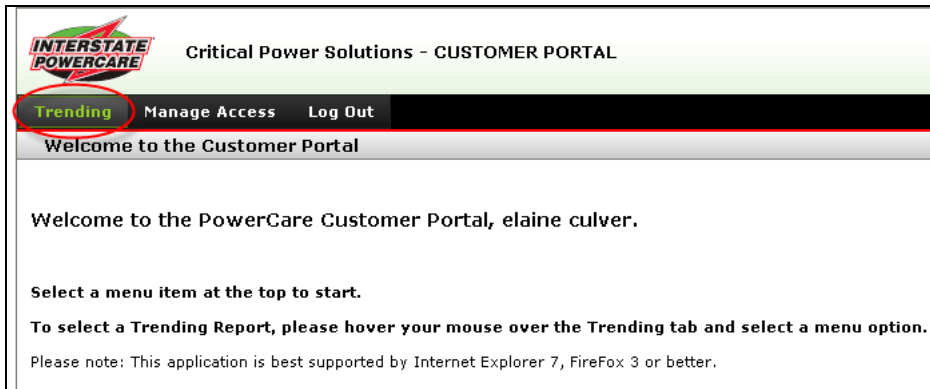 INTERSTATE
POWERCARE
Critical Power Solutions - CUSTOMER PORTAL
Trending Manage Access Log Out
Welcome to the Customer Portal
Welcome to the PowerCare Customer Portal, elaine culver.
Select a menu item at the top to start.
To select a Trending Report, please hover your mouse over the Trending tab and select a menu option.
Please note: This application is best supported by Internet Explorer 7, FireFox 3 or better.